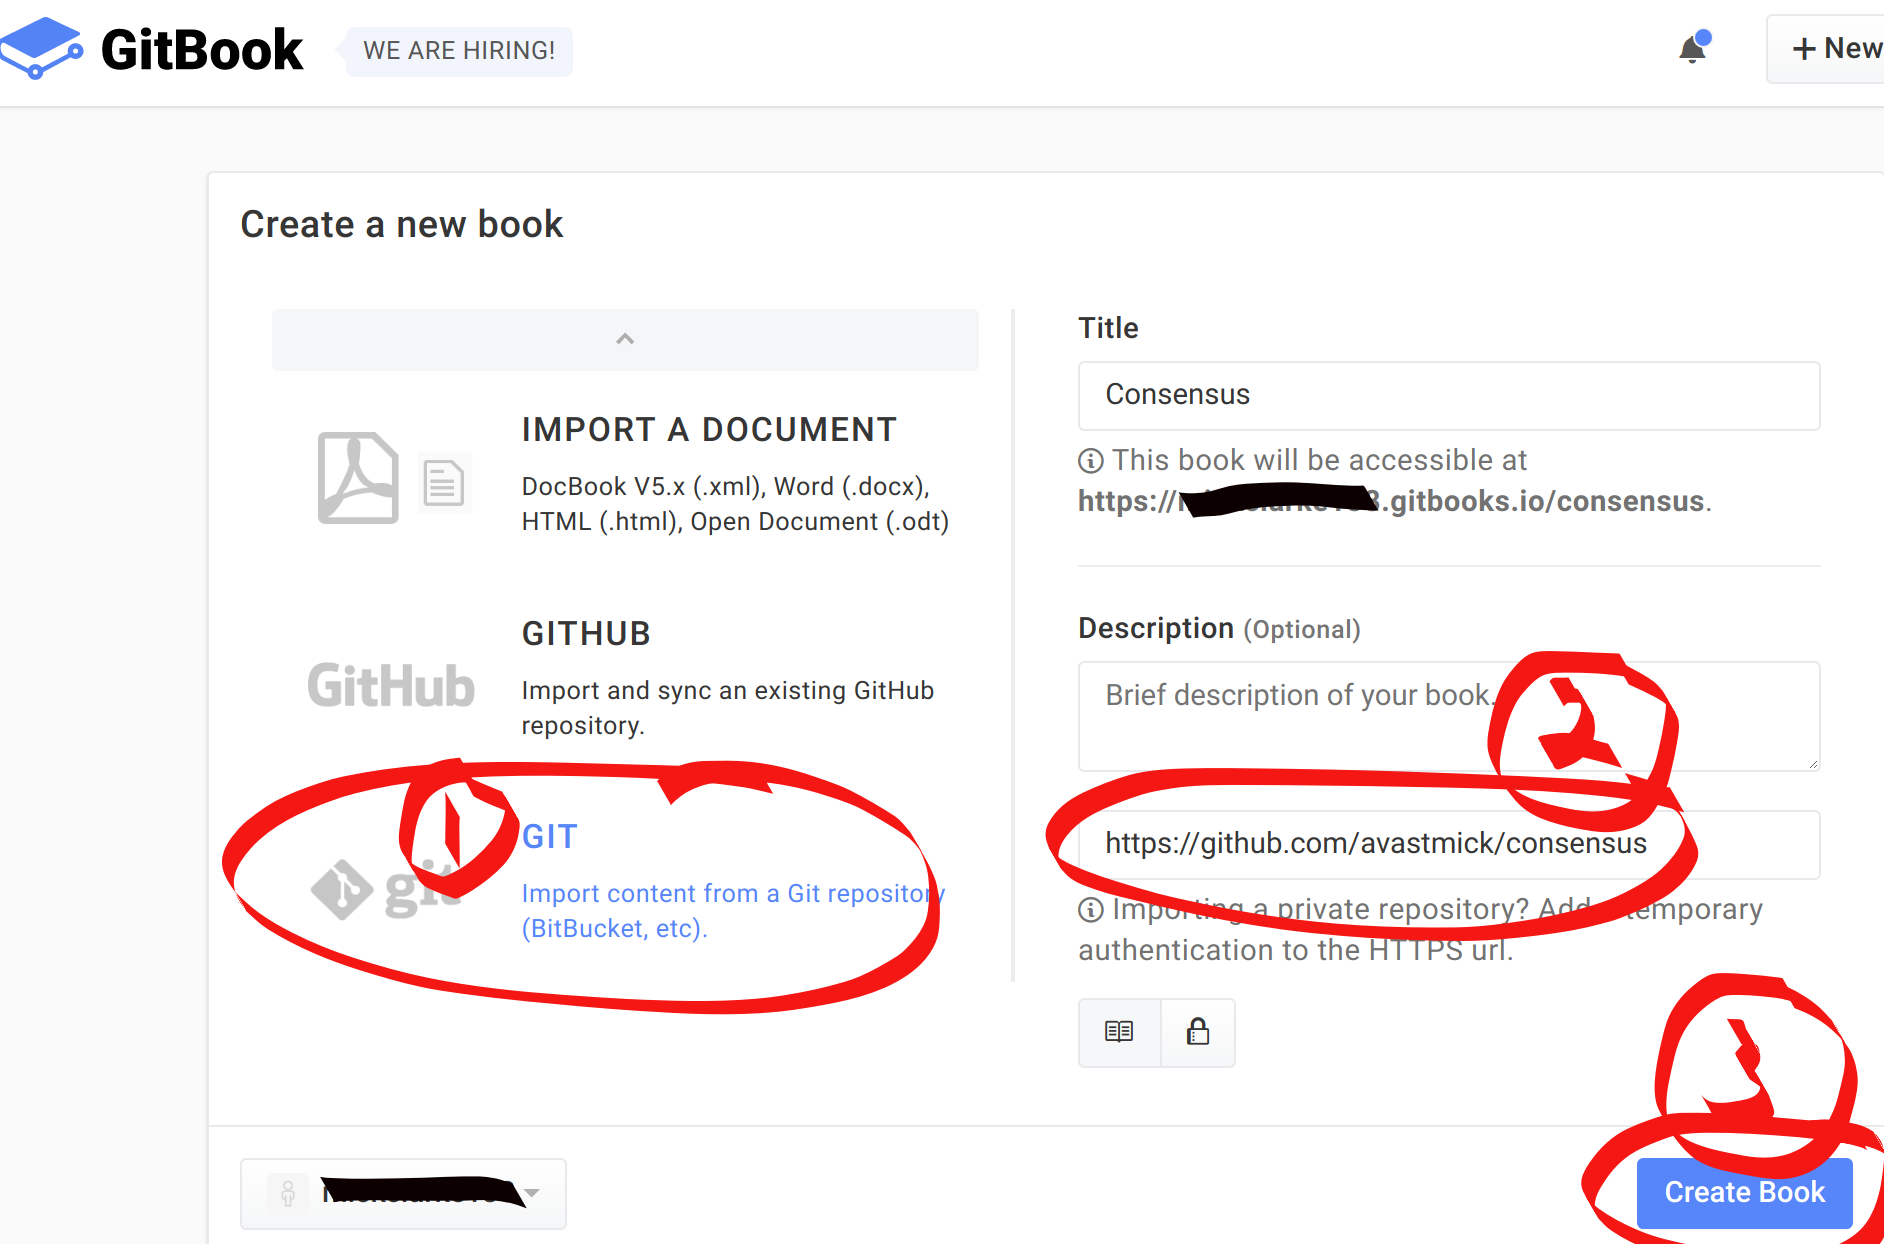 GitBook
WE ARE HIRING!
+ New
Create a new book
IMPORT A DOCUMENT
DocBook V5.x (.xml), Word (.docx),
HTML (.html), Open Document (.odt)
GitHub
GITHUB
Import and sync an existing GitHub
repository.
1
git
GIT
Import content from a Git repository
(BitBucket, etc).
Title
Consensus
This book will be accessible at
https://.gitbooks.io/consensus.
Description (Optional)
Brief description of your book.
2
https://github.com/avastmick/consensus
Importing a private repository? Add temporary
authentication to the HTTPS url.
3
Create Book